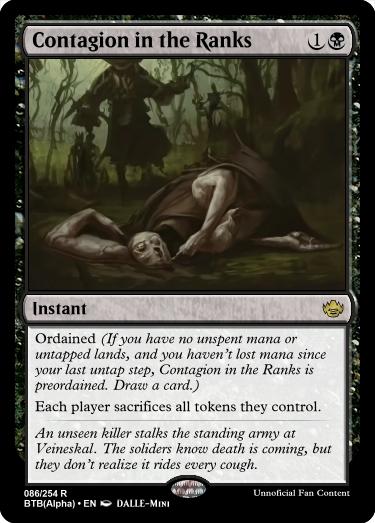 Contagion in the Ranks 1
Instant
Ordained (If you have no unspent mana or
untapped lands, and you haven't lost mana since
your last untap step, Contagion in the Ranks is
preordained. Draw a card.)
Each player sacrifices all tokens they control.
An unseen killer stalks the standing army at
Veineskal. The soliders know death is coming, but
they don't realize it rides every cough.
086/254 R
BTB(Alpha) • EN DALLE-Mini
Unofficial Fan Content